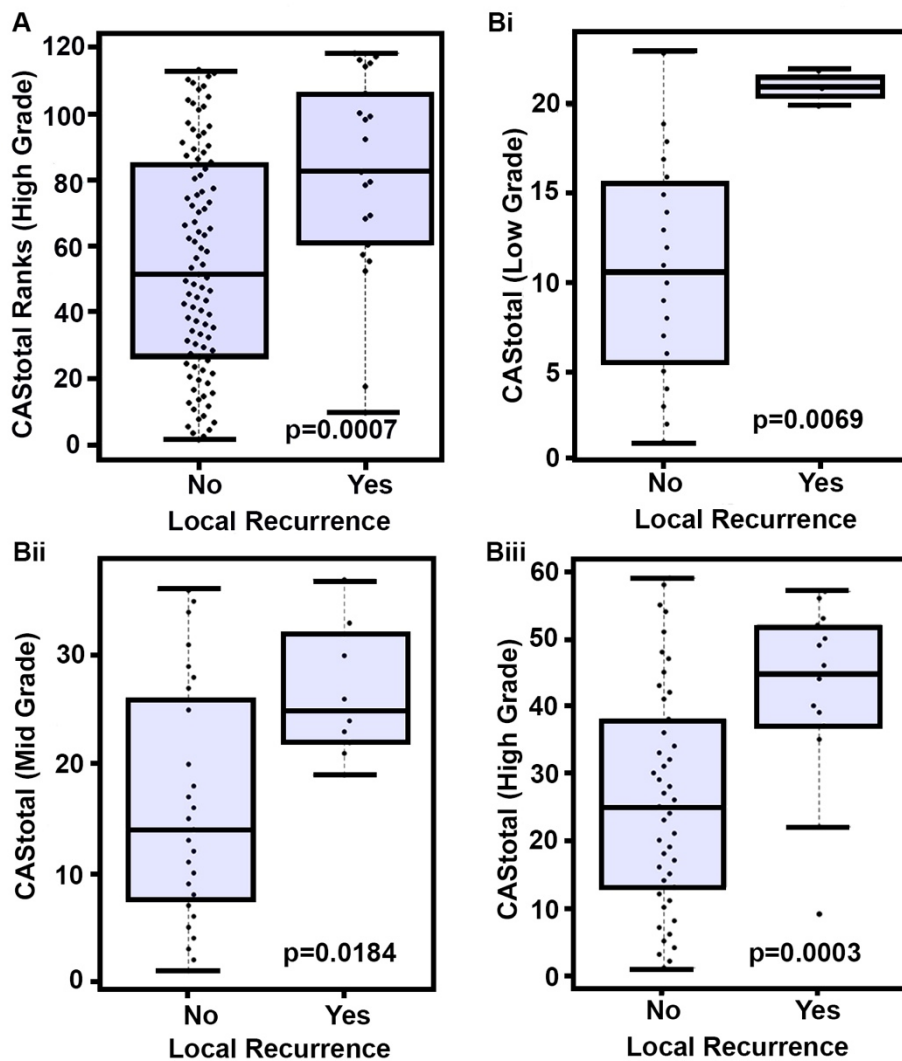 A
CAStotal Ranks (High Grade)
120
100
80
60
40
20
0
p=0.0007
No Yes
Local Recurrence
Bi
CAStotal (Low Grade)
20
15
10
5
0
p=0.0069
No Yes
Local Recurrence
Bii
CAStotal (Mid Grade)
30
20
10
0
p=0.0184
No Yes
Local Recurrence
Biii
CAStotal (High Grade)
60
50
40
30
20
10
0
p=0.0003
No Yes
Local Recurrence